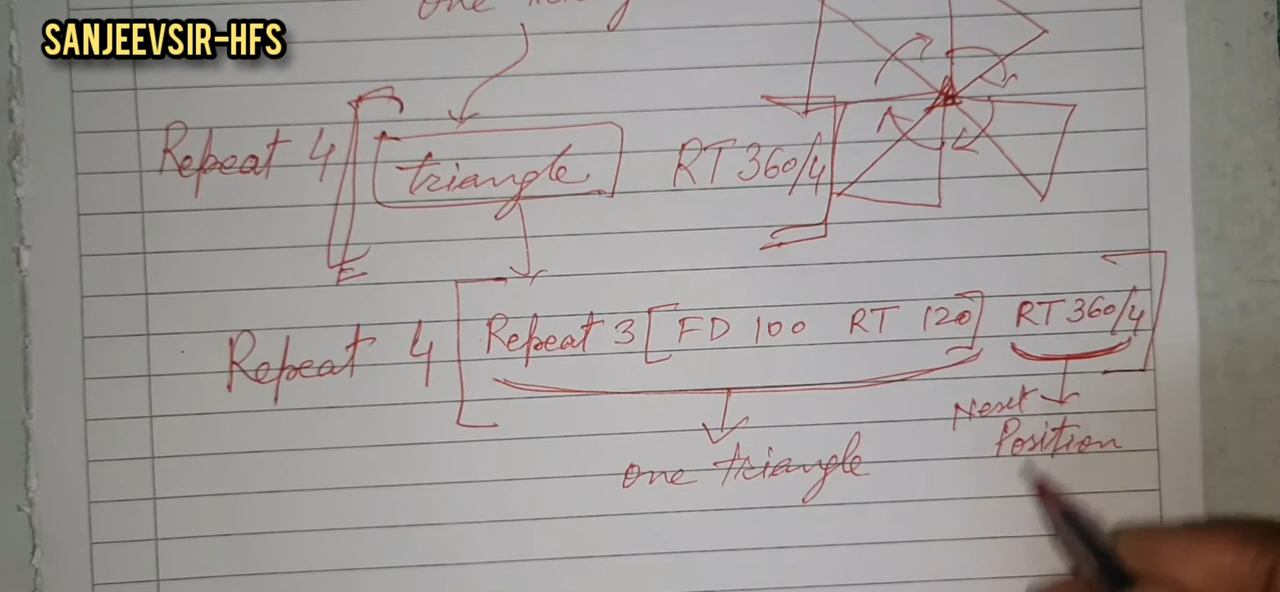 one
SANJEEVSIR-HFS
Repeat 4 [ triangle RT 360/4 ]
Repeat 4 [ Repeat 3 [ FD 100 RT 120 ] RT 360/4 ]
Next
Position
one triangle